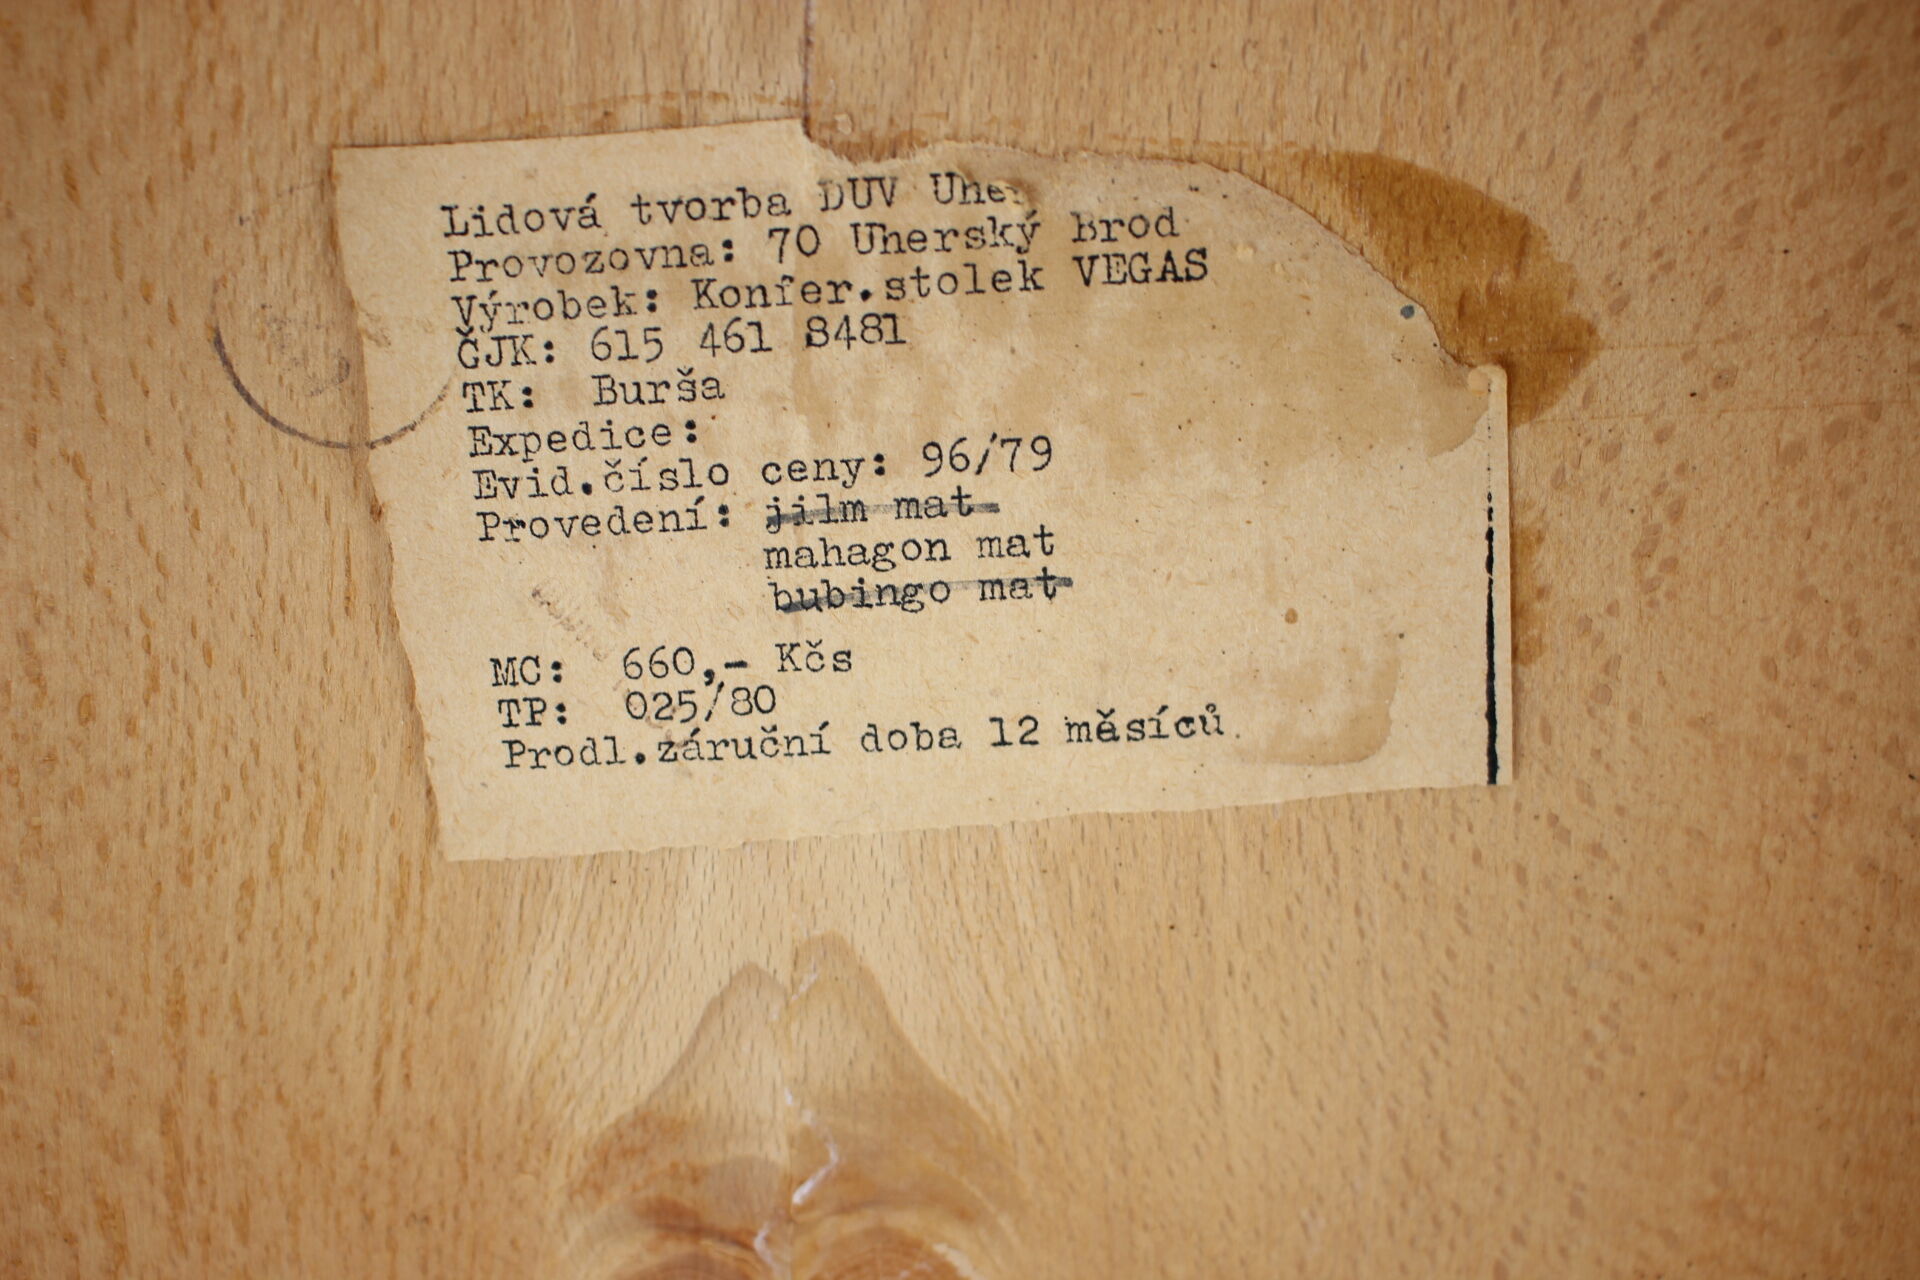 Lidová tvorba DUV Uhe
Provozovna: 70 Uherský Brod
Výrobek: Konfer.stolek VEGAS
ČJK: 615 461 8481
TK: Burša
Expedice:
Evid.číslo ceny: 96/79
Provedení: jilm mat
mahagon mat
bubingo mat
MC: 660,- Kčs
TP: 025/80
Prodl.záruční doba 12 měsíců.